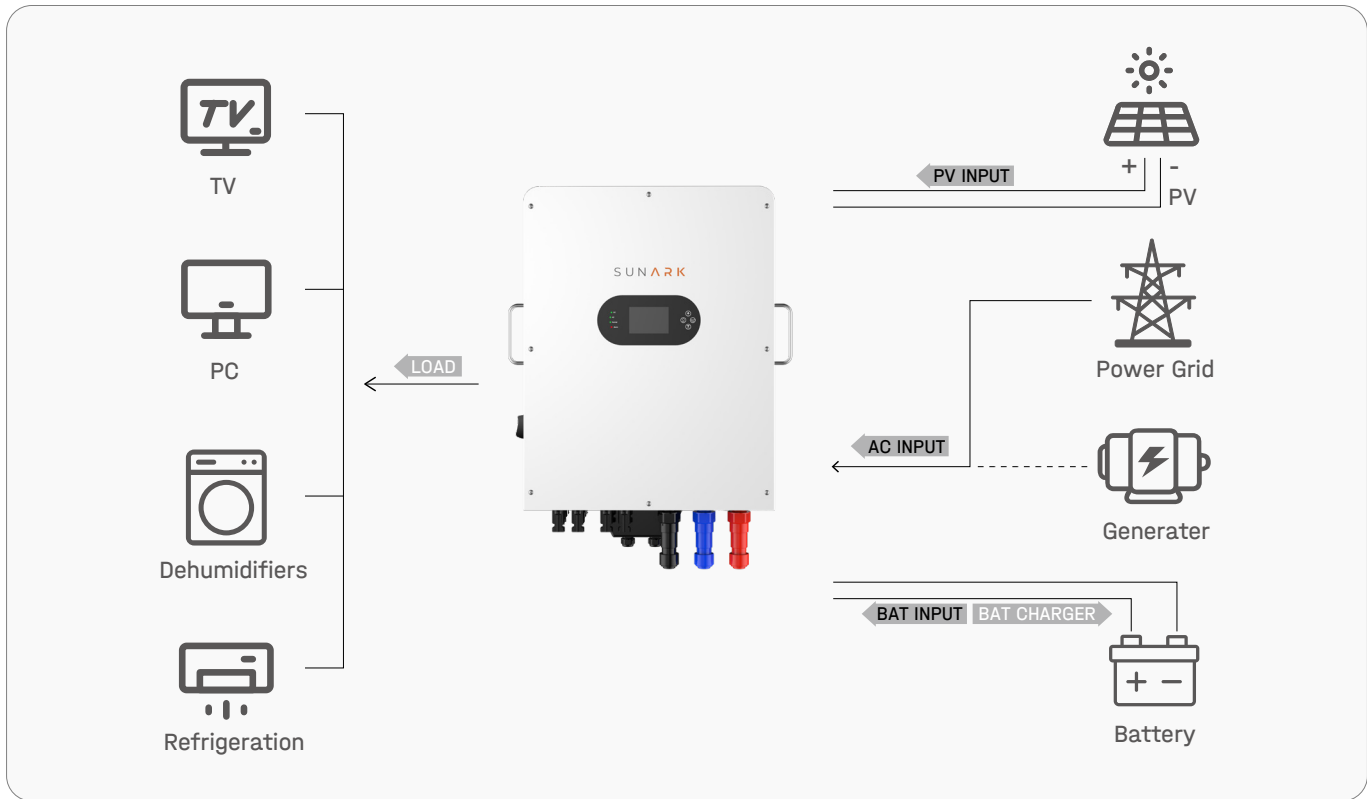 TV
TV
PC
Dehumidifiers
Refrigeration
LOAD
SUNARK
PV INPUT
+ -
PV
Power Grid
AC INPUT
Generater
BAT INPUT
BAT CHARGER
+ −
Battery